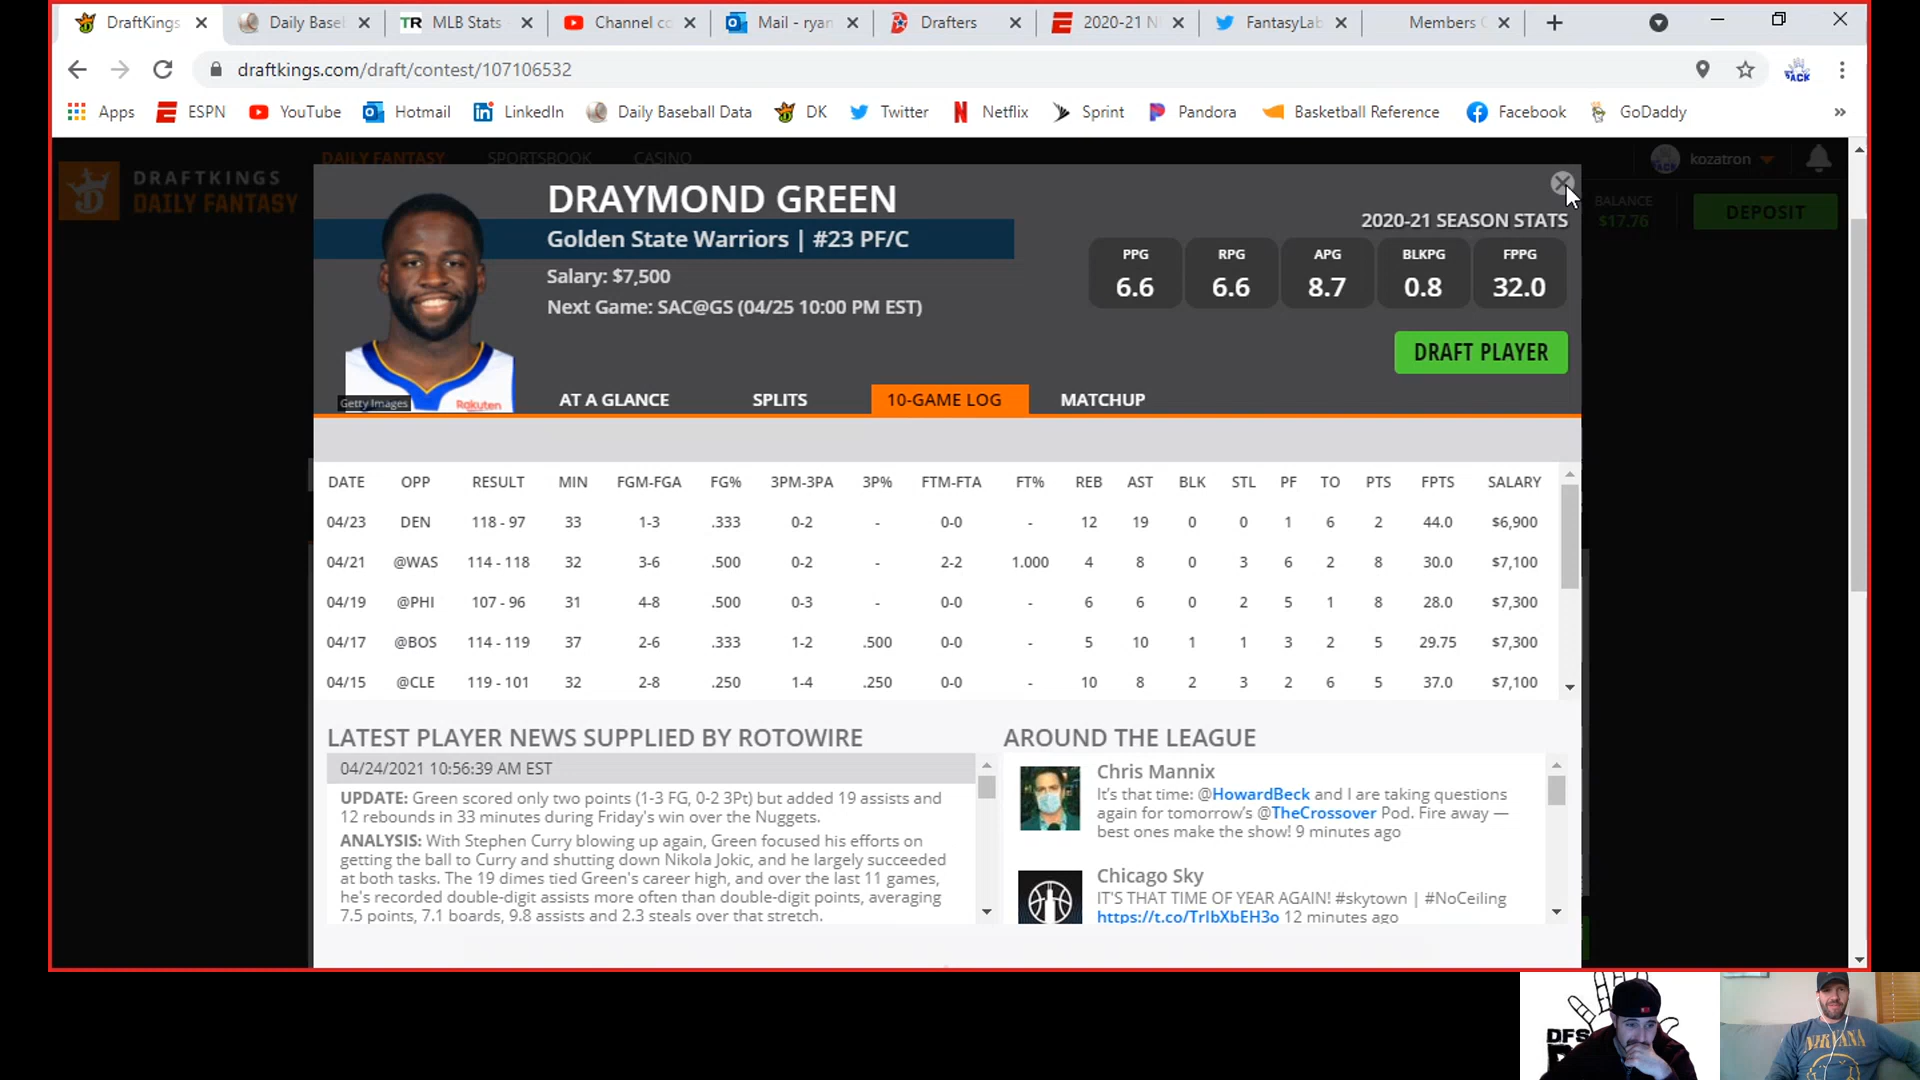 DraftKings
Daily Base
TR MLB Stats
Channel co
Mail - ryan
Drafters
2020-21 N
FantasyLab
Members
draftkings.com/draft/contest/107106532
Apps
ESPN
YouTube
Hotmail
LinkedIn
Daily Baseball Data
DK
Twitter
Netflix
Sprint
Pandora
Basketball Reference
Facebook
GoDaddy
»
DRAFTKINGS
DAILY FANTASY
DAILY FANTASY SPORTSBOOK CASINO
kozatron
BALANCE
$17.76
DEPOSIT
DRAYMOND GREEN
Golden State Warriors | #23 PF/C
Salary: $7,500
Next Game: SAC@GS (04/25 10:00 PM EST)
Getty Images
Rakuten
2020-21 SEASON STATS
PPG RPG APG BLKPG FPPG
6.6 6.6 8.7 0.8 32.0
DRAFT PLAYER
AT A GLANCE SPLITS 10-GAME LOG MATCHUP
DATE OPP RESULT MIN FGM-FGA FG% 3PM-3PA 3P% FTM-FTA FT% REB AST BLK STL PF TO PTS FPTS SALARY
04/23 DEN 118 - 97 33 1-3 .333 0-2 - 0-0 - 12 19 0 0 1 6 2 44.0 $6,900
04/21 @WAS 114 - 118 32 3-6 .500 0-2 - 2-2 1.000 4 8 0 3 6 2 8 30.0 $7,100
04/19 @PHI 107 - 96 31 4-8 .500 0-3 - 0-0 - 6 6 0 2 5 1 8 28.0 $7,300
04/17 @BOS 114 - 119 37 2-6 .333 1-2 .500 0-0 - 5 10 1 1 3 2 5 29.75 $7,300
04/15 @CLE 119 - 101 32 2-8 .250 1-4 .250 0-0 - 10 8 2 3 2 6 5 37.0 $7,100
LATEST PLAYER NEWS SUPPLIED BY ROTOWIRE
04/24/2021 10:56:39 AM EST
UPDATE: Green scored only two points (1-3 FG, 0-2 3Pt) but added 19 assists and
12 rebounds in 33 minutes during Friday's win over the Nuggets.
ANALYSIS: With Stephen Curry blowing up again, Green focused his efforts on
getting the ball to Curry and shutting down Nikola Jokic, and he largely succeeded
at both tasks. The 19 dimes tied Green's career high, and over the last 11 games,
he's recorded double-digit assists more often than double-digit points, averaging
7.5 points, 7.1 boards, 9.8 assists and 2.3 steals over that stretch.
AROUND THE LEAGUE
Chris Mannix
It's that time: @HowardBeck and I are taking questions
again for tomorrow's @TheCrossover Pod. Fire away —
best ones make the show! 9 minutes ago
Chicago Sky
IT'S THAT TIME OF YEAR AGAIN! #skytown | #NoCeiling
https://t.co/TrIbXbEH3o 12 minutes ago
DFS
NIRVANA